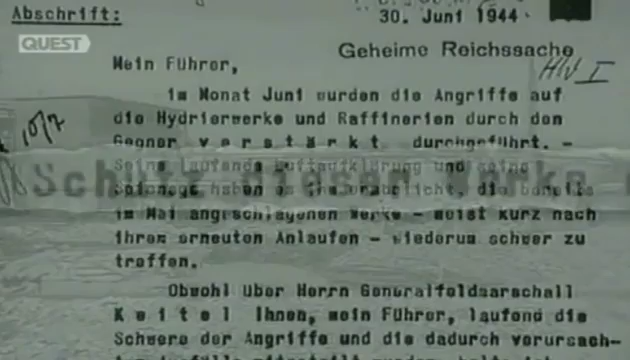 Abschrift:
30. Juni 1944
QUEST
Geheime Reichssache
Mein Führer,
im Monat Juni wurden die Angriffe auf
die Hydrierwerke und Raffinerien durch den
Gegner verstärkt durchgeführt. -
Seine laufende Luftaufklärung und seine
Schutz dieser Werke
Spionage haben es ihm ermöglicht, die bereits
im Mai angeschlagenen Werke - meist kurz nach
ihrem erneuten Anlaufen - wiederum schwer zu
treffen.
Obwohl über Herrn Generalfeldmarschall
Keitel Ihnen, mein Führer, laufend die
Schwere der Angriffe und die dadurch verursach-